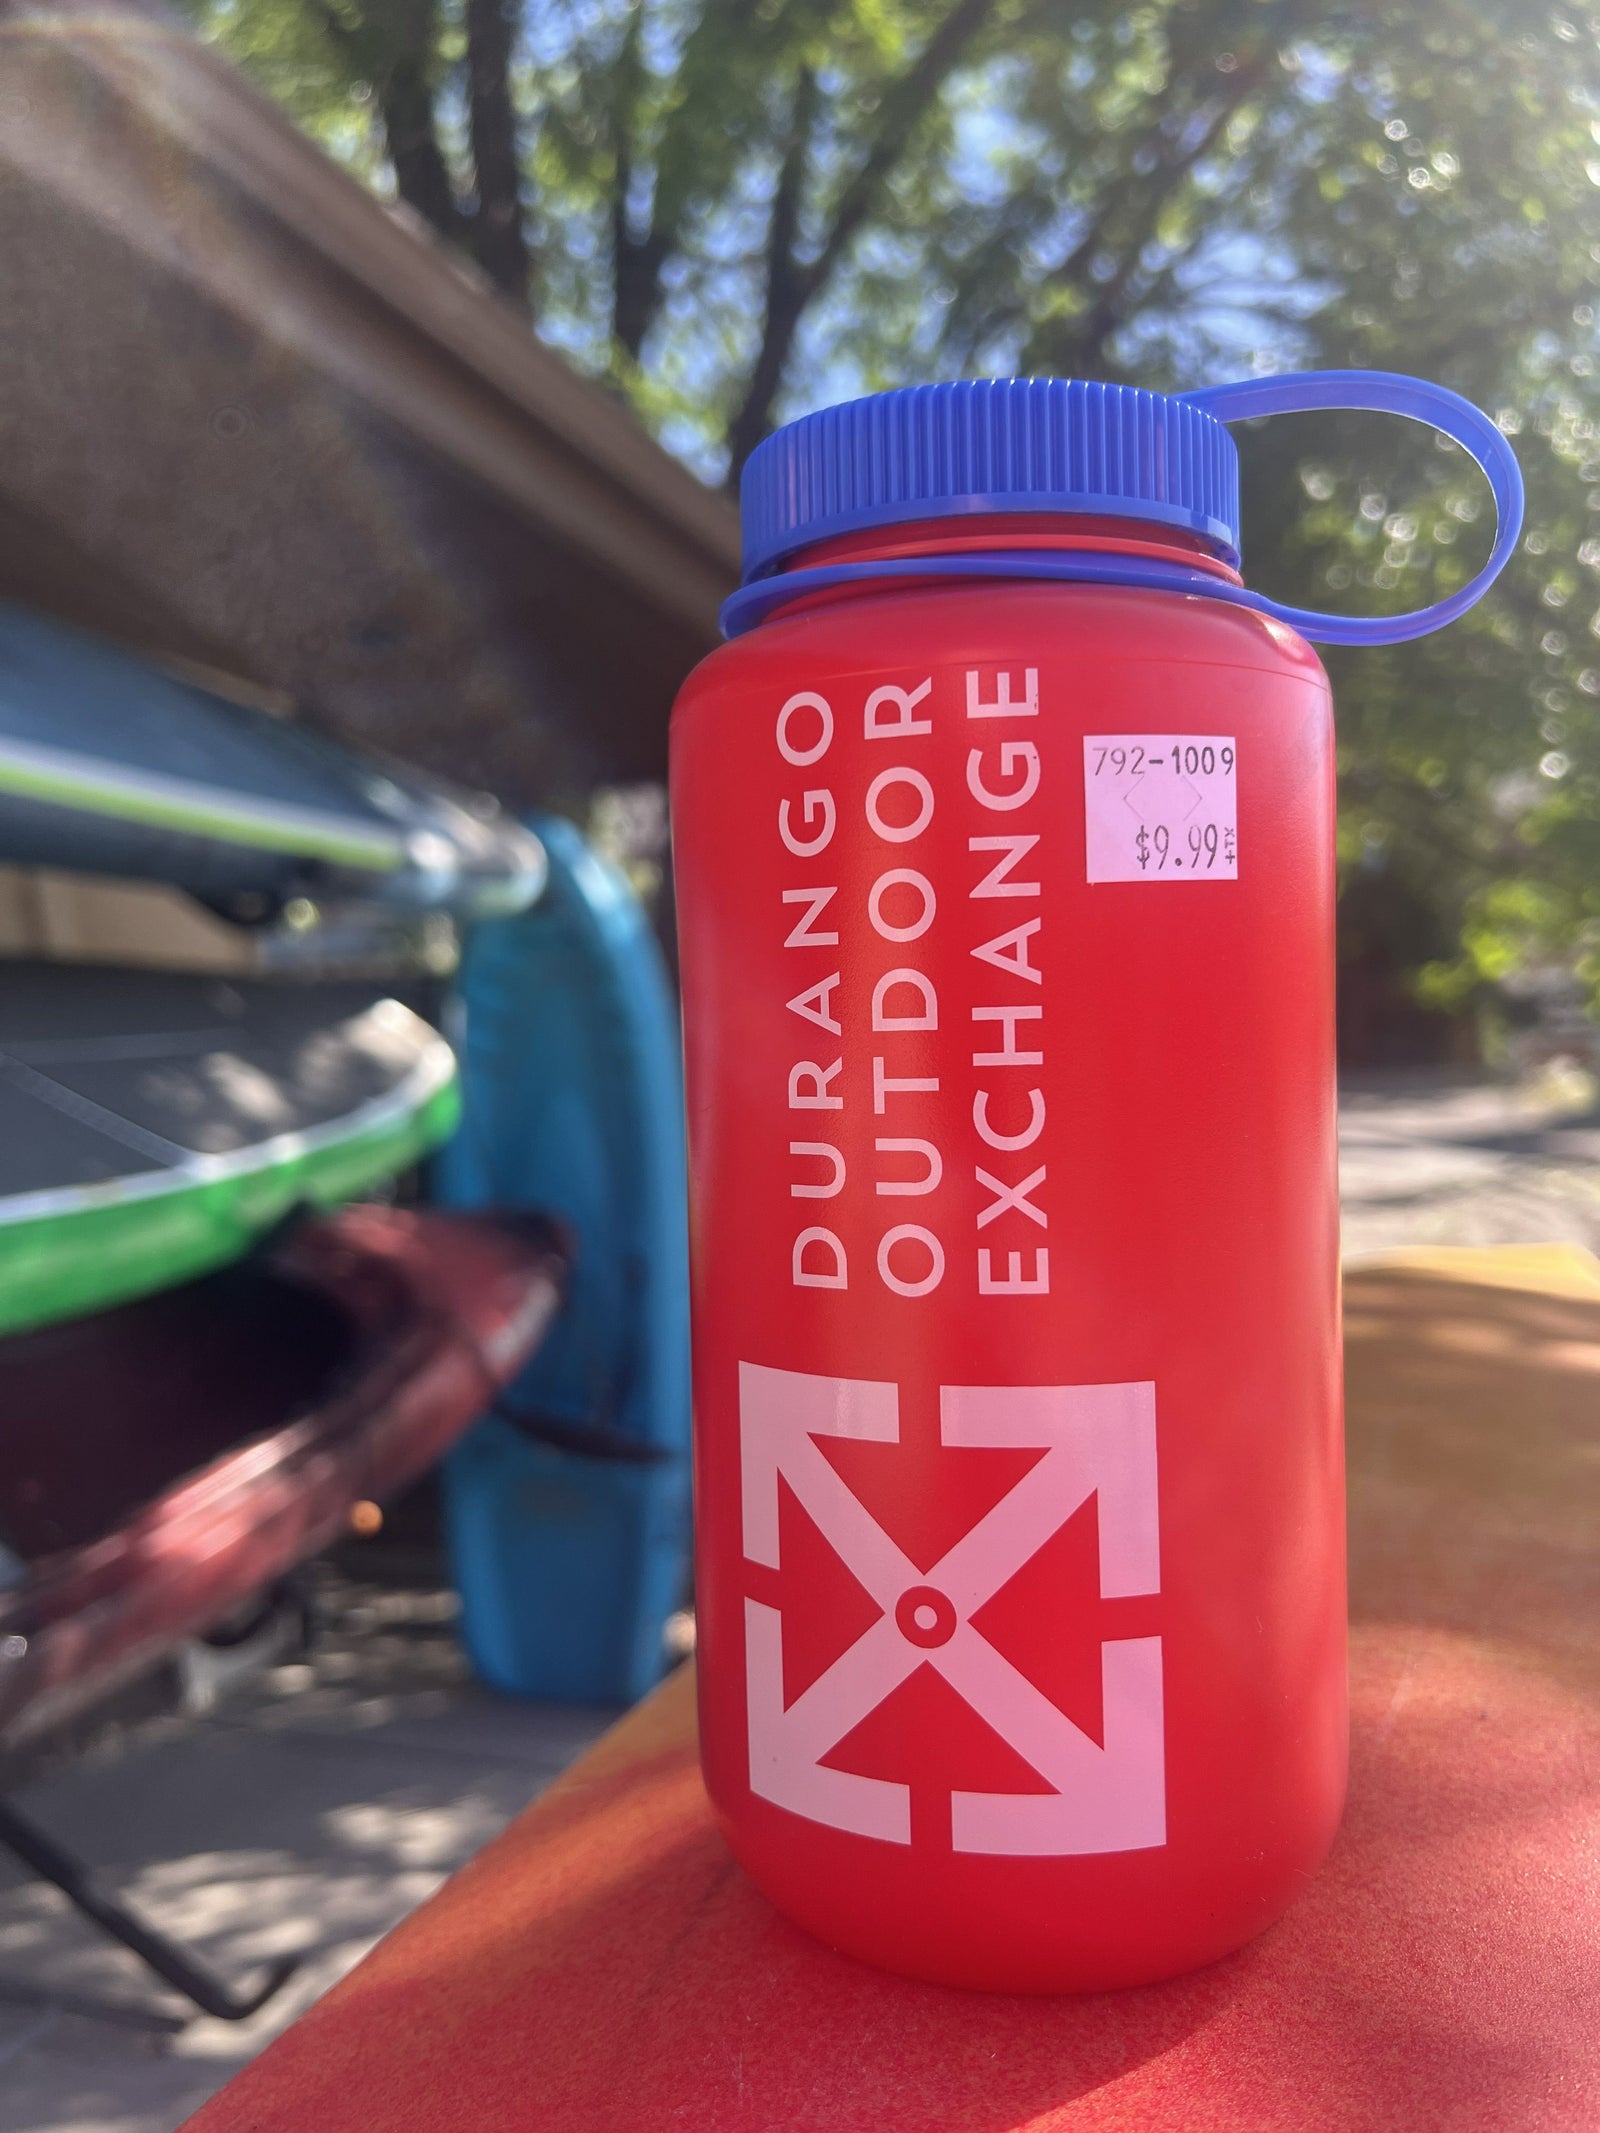 DURANGO
OUTDOOR
EXCHANGE
792-1009
$9.99+TX